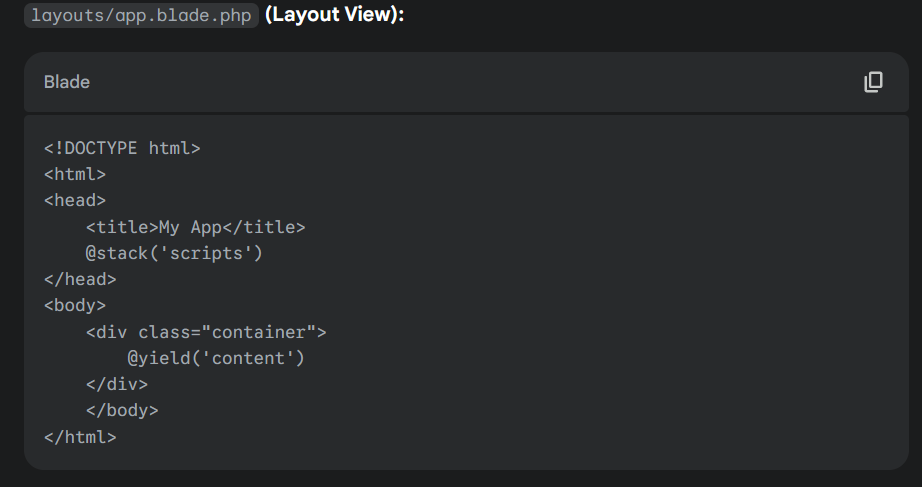 layouts/app.blade.php (Layout View):
Blade
<!DOCTYPE html>
<html>
<head>
    <title>My App</title>
    @stack('scripts')
</head>
<body>
    <div class="container">
        @yield('content')
    </div>
    </body>
</html>